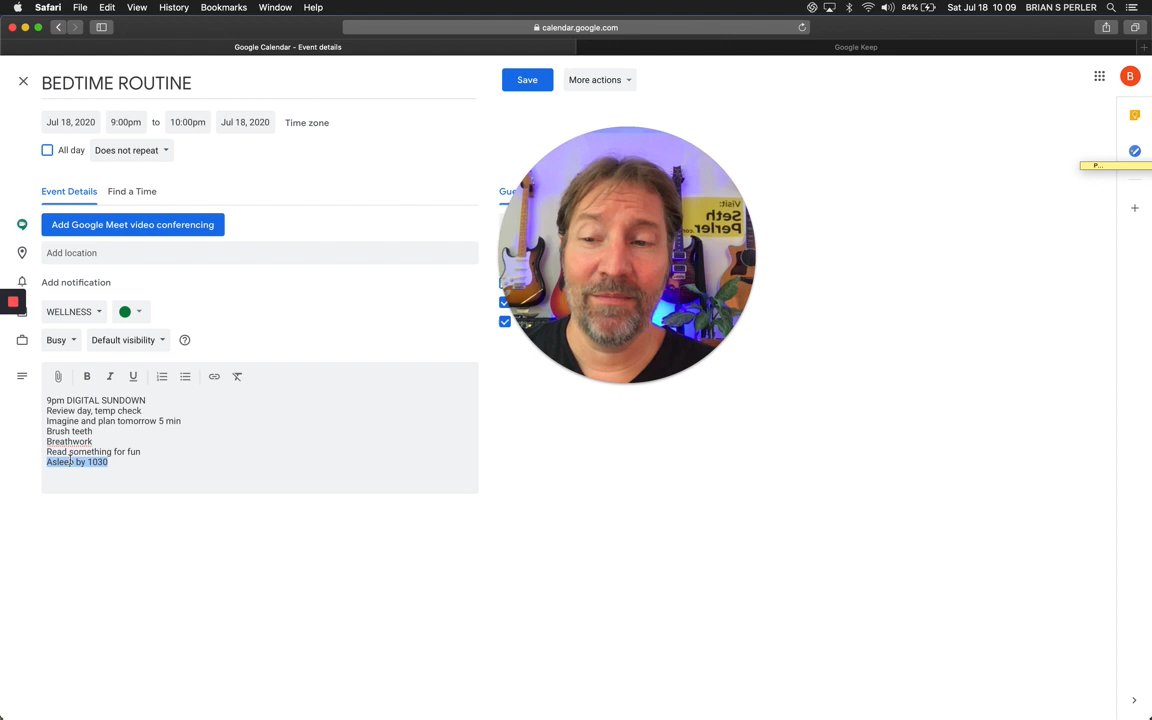 Safari File Edit View History Bookmarks Window Help 84% Sat Jul 18 10 09 BRIAN S PERLER
calendar.google.com
Google Calendar - Event details Google Keep
BEDTIME ROUTINE Save More actions B
Jul 18, 2020 9:00pm to 10:00pm Jul 18, 2020 Time zone
All day Does not repeat
P...
Event Details Find a Time Gue
Add Google Meet video conferencing
Visit:
Seth
Perler.com
Add location
Add notification
WELLNESS
Busy Default visibility
B I U
9pm DIGITAL SUNDOWN
Review day, temp check
Imagine and plan tomorrow 5 min
Brush teeth
Breathwork
Read something for fun
Asleep by 1030